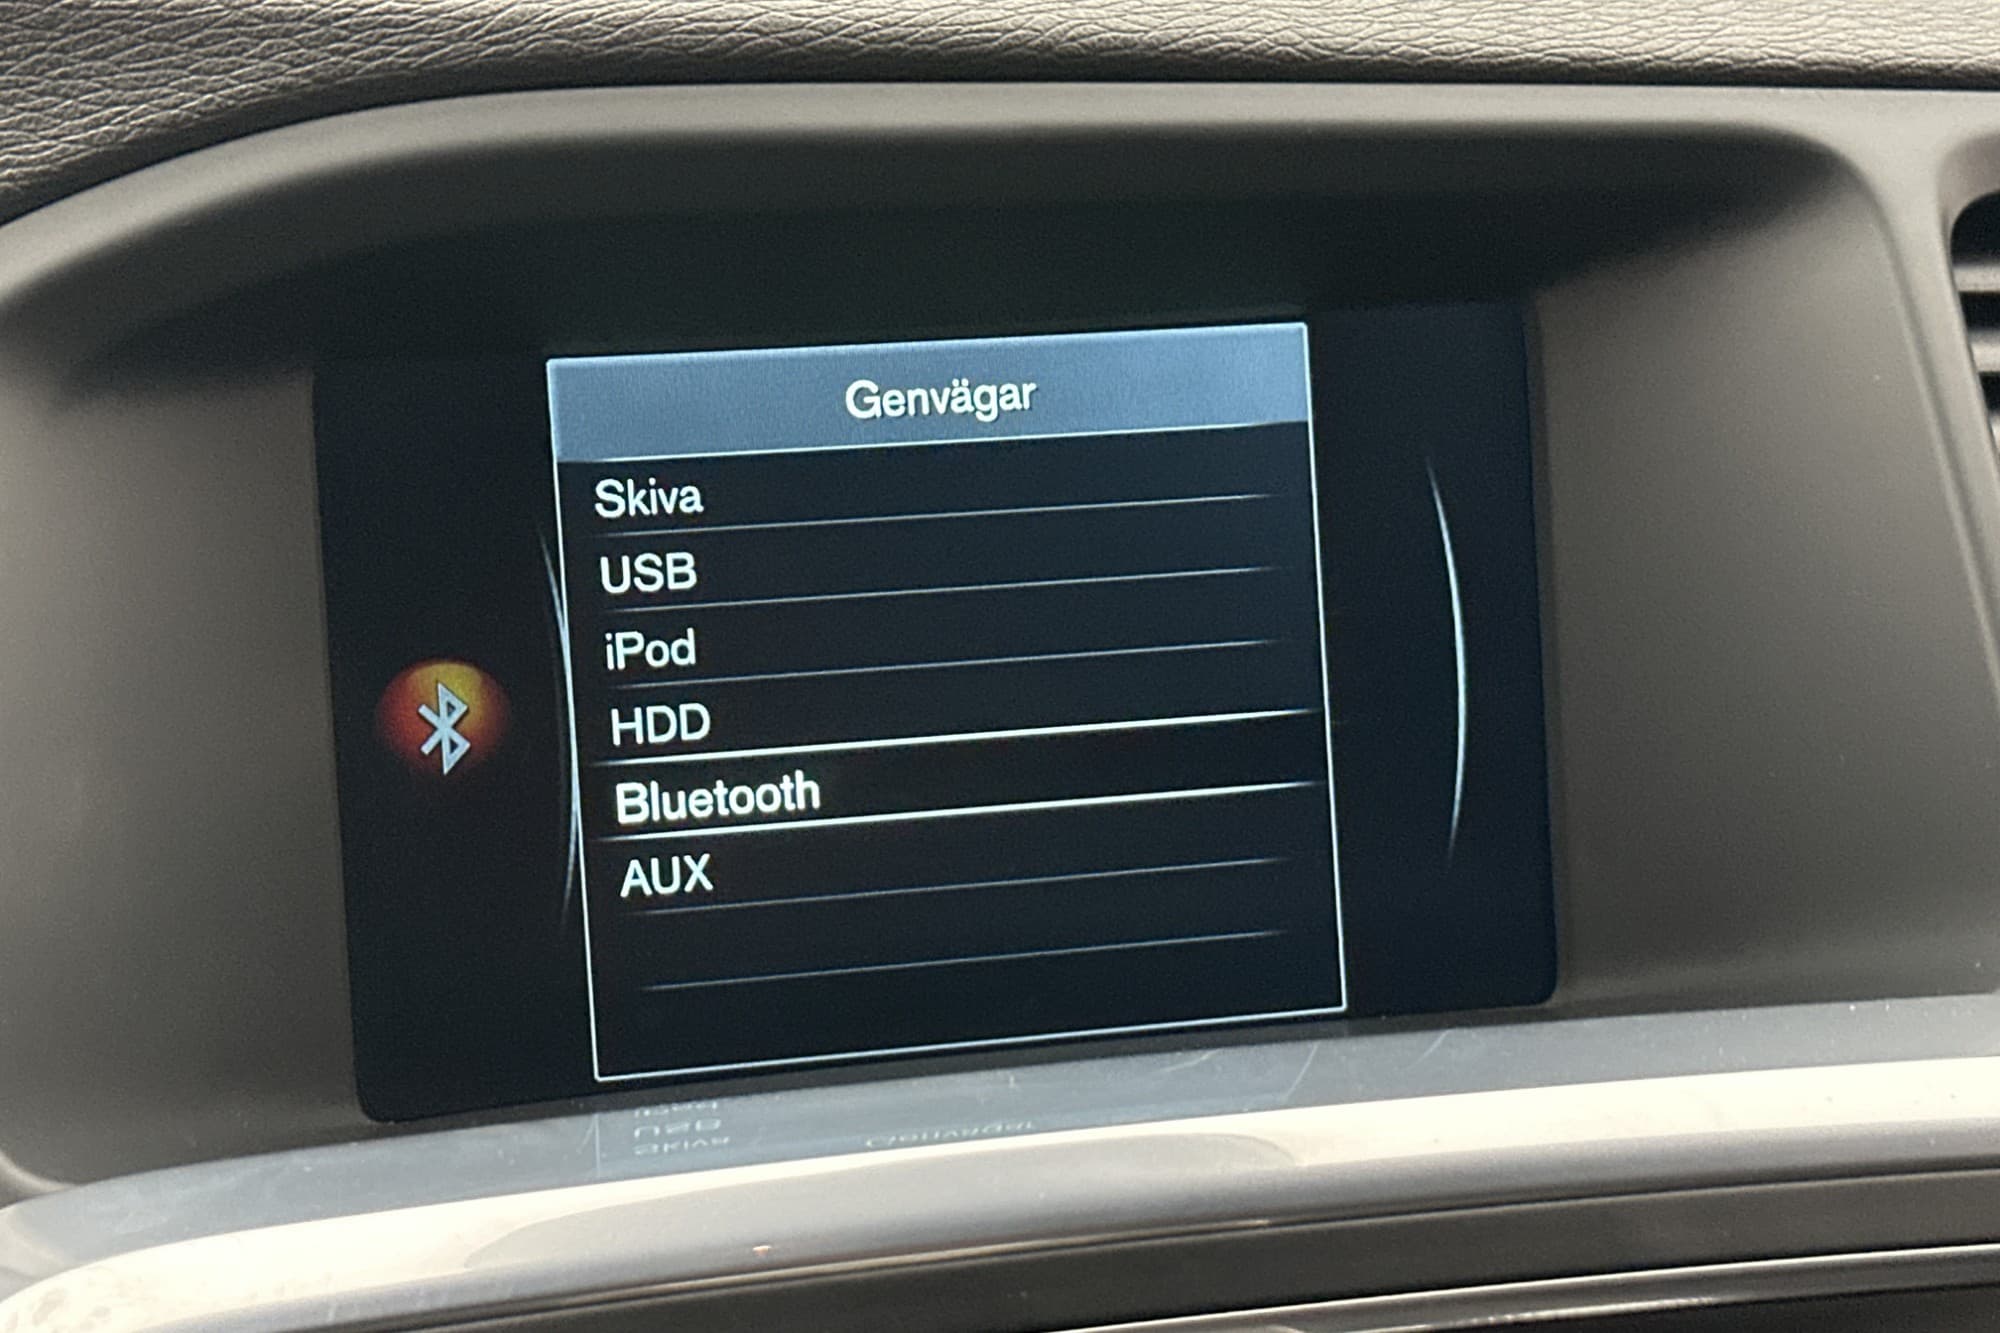 Genvägar
Skiva
USB
iPod
HDD
Bluetooth
AUX